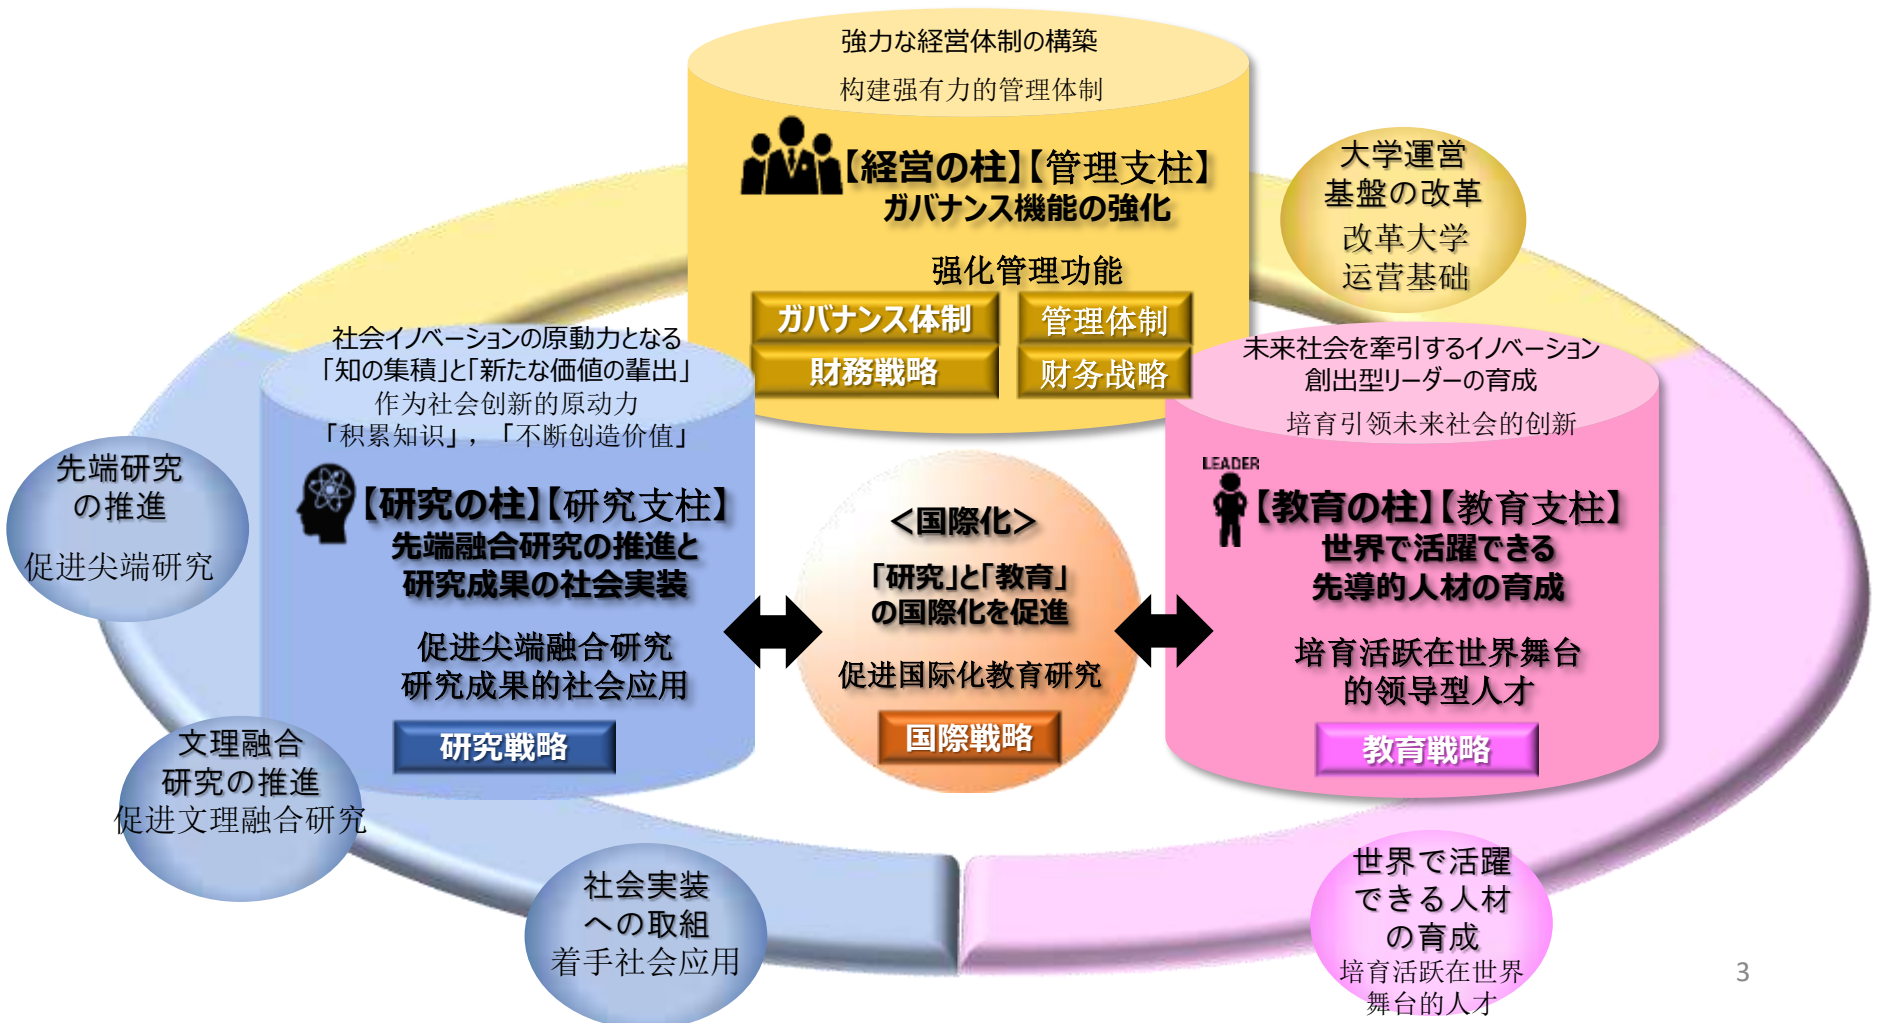 強力な経営体制の構築
构建强有力的管理体制
【経営の柱】【管理支柱】
ガバナンス機能の強化
强化管理功能
ガバナンス体制
管理体制
財務戦略
财务战略
大学運営
基盤の改革
改革大学
运营基础
社会イノベーションの原動力となる
「知の集積」と「新たな価値の輩出」
作为社会创新的原动力
「积累知识」，「不断创造价值」
【研究の柱】【研究支柱】
先端融合研究の推進と
研究成果の社会実装
促进尖端融合研究
研究成果的社会应用
研究戦略
先端研究
の推進
促进尖端研究
文理融合
研究の推進
促进文理融合研究
社会実装
への取組
着手社会应用
＜国際化＞
「研究」と「教育」
の国際化を促進
促进国际化教育研究
国際戦略
未来社会を牽引するイノベーション
創出型リーダーの育成
培育引领未来社会的创新
LEADER
【教育の柱】【教育支柱】
世界で活躍できる
先導的人材の育成
培育活跃在世界舞台
的领导型人才
教育戦略
世界で活躍
できる人材
の育成
培育活跃在世界
舞台的人才
3